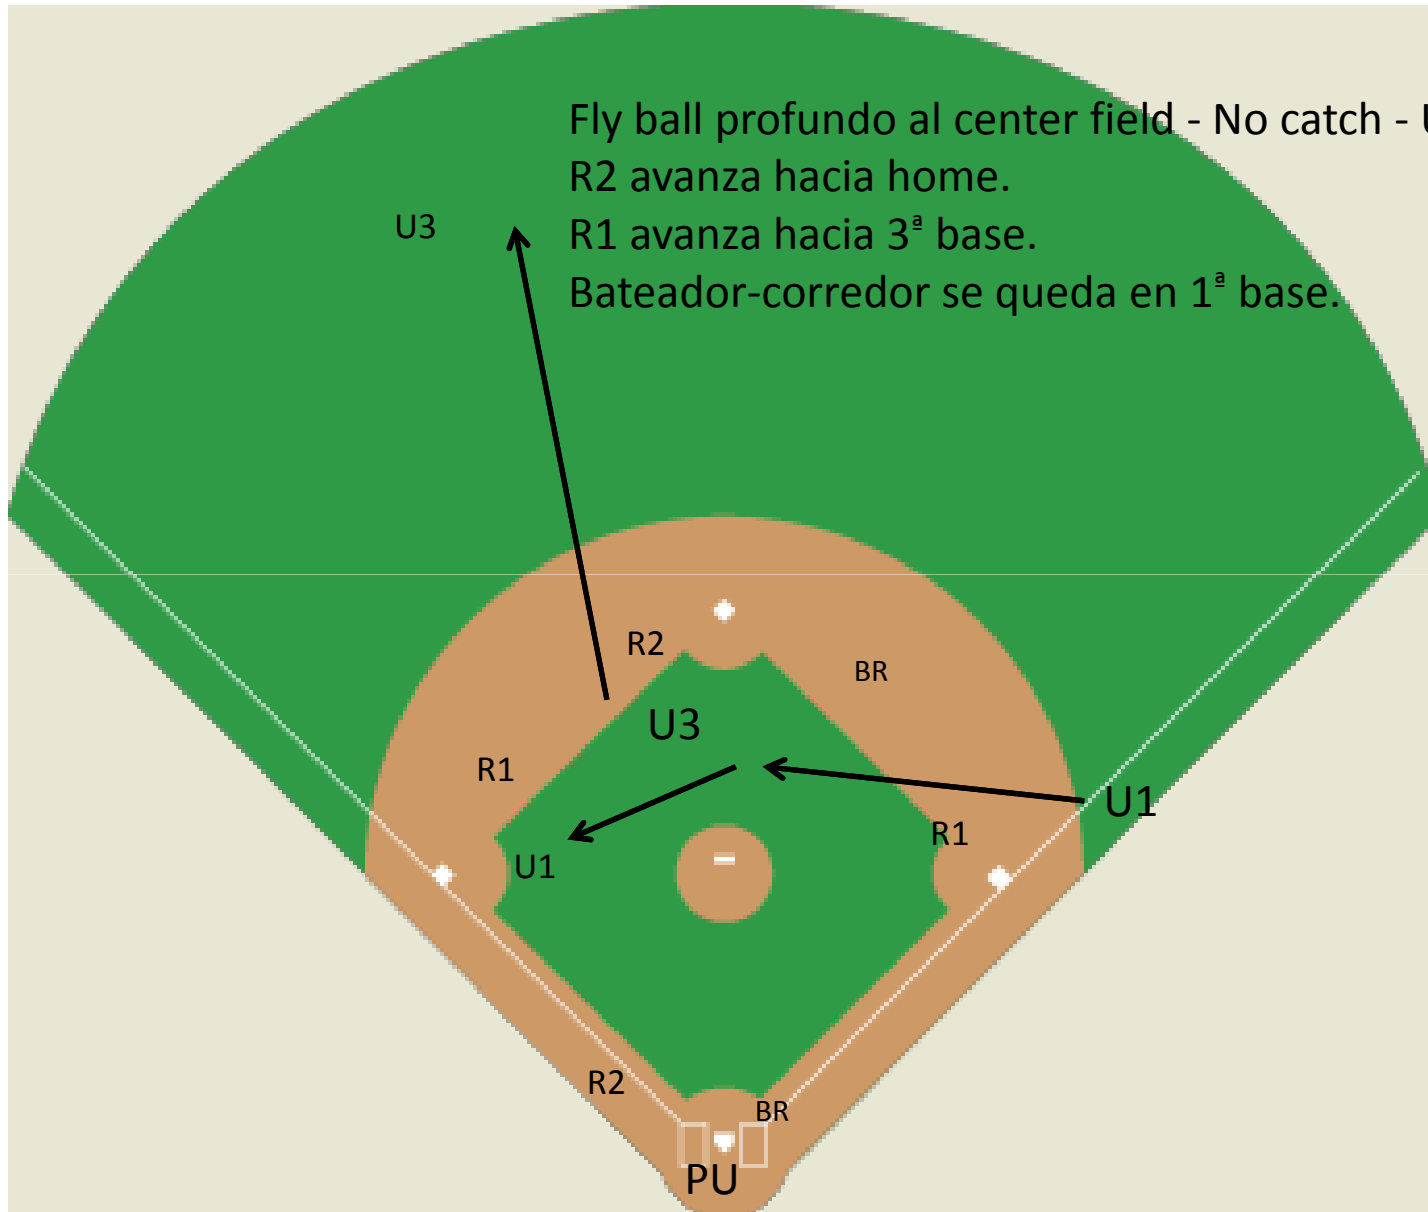 Fly ball profundo al center field - No catch -
R2 avanza hacia home.
U3
R1 avanza hacia 3ª base.
Bateador-corredor se queda en 1ª base.
R2
BR
U3
R1
U1
R1
U1
R2
BR
PU